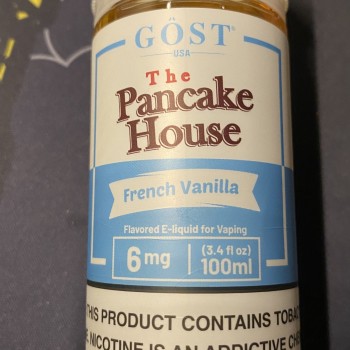 GÖST®
USA
The
Pancake
House
French Vanilla
Flavored E-liquid for Vaping
6mg
(3.4 fl oz)
100ml
THIS PRODUCT CONTAINS
NICOTINE IS AN ADDICTIVE